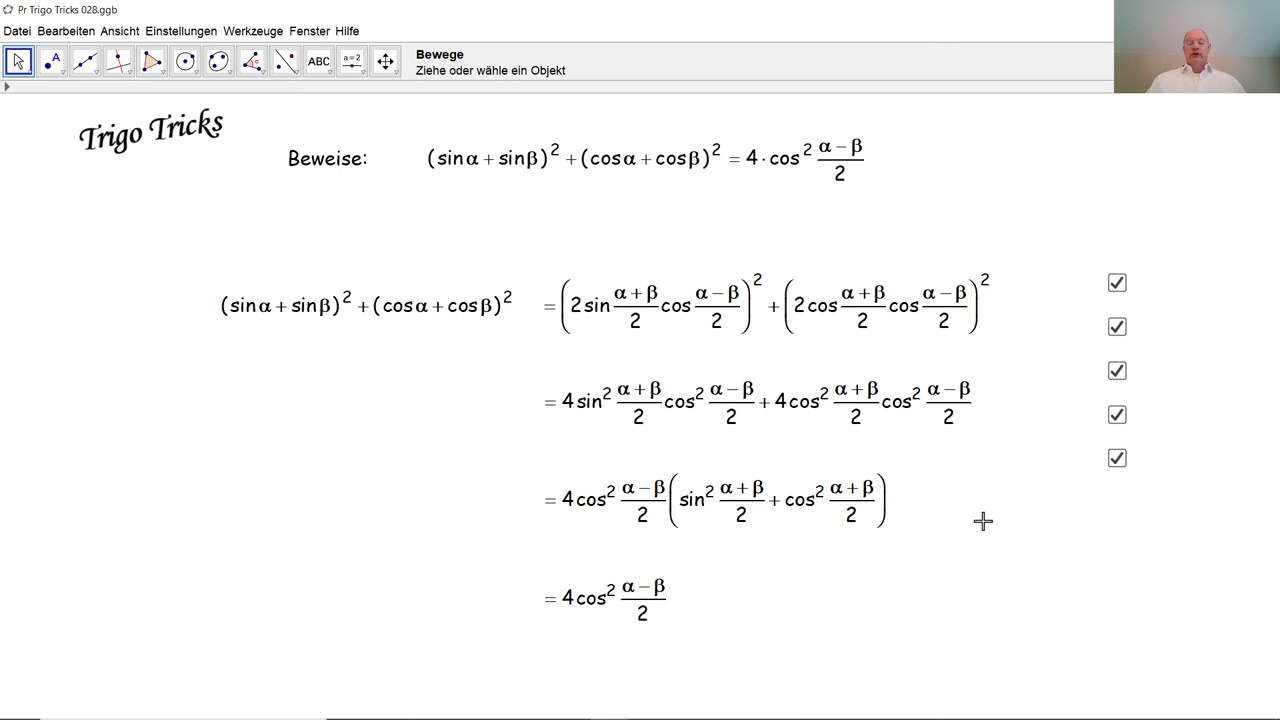 Pr Trigo Tricks 028.ggb
Datei Bearbeiten Ansicht Einstellungen Werkzeuge Fenster Hilfe
A ABC a=2 Bewege
Ziehe oder wähle ein Objekt
Trigo Tricks
Beweise: (sinα + sinβ)² + (cosα + cosβ)² = 4 · cos² (α − β)/2
(sinα + sinβ)² + (cosα + cosβ)² = (2 sin (α + β)/2 cos (α − β)/2)² + (2 cos (α + β)/2 cos (α − β)/2)²
= 4 sin² (α + β)/2 cos² (α − β)/2 + 4 cos² (α + β)/2 cos² (α − β)/2
= 4 cos² (α − β)/2 (sin² (α + β)/2 + cos² (α + β)/2)
= 4 cos² (α − β)/2